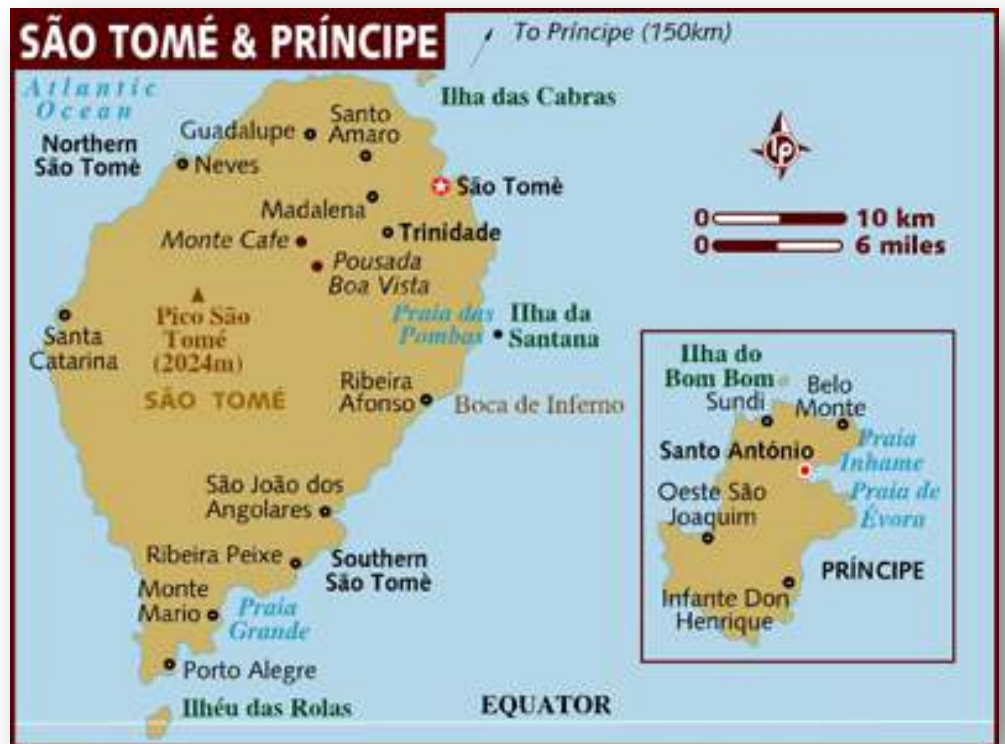 SÃO TOMÉ & PRÍNCIPE
To Príncipe (150km)
Atlantic
Ocean
Ilha das Cabras
Northern
São Tomè
Guadalupe
Santo
Amaro
Neves
São Tomè
Madalena
Trinidade
Monte Cafe
Pousada
Boa Vista
lp
0 10 km
0 6 miles
Santa
Catarina
Pico São
Tomé
(2024m)
SÃO TOMÉ
Praia das
Pombas
Ilha da
Santana
Ribeira
Afonso
Boca de Inferno
São João dos
Angolares
Ribeira Peixe
Southern
São Tomè
Monte
Mario
Praia
Grande
Porto Alegre
Ilhéu das Rolas
EQUATOR
Ilha do
Bom Bom
Sundi
Belo
Monte
Santo António
Praia
Inhame
Oeste São
Joaquim
Praia de
Évora
PRÍNCIPE
Infante Don
Henrique